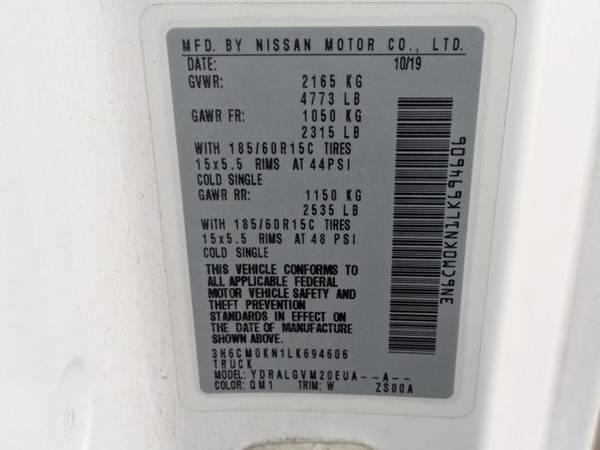 MFD. BY NISSAN MOTOR CO., LTD.
DATE: 10/19
GVWR: 2165 KG
4773 LB
GAWR FR: 1050 KG
2315 LB
WITH 185/60R15C TIRES
15x5.5 RIMS AT 44PSI
COLD SINGLE
GAWR RR: 1150 KG
2535 LB
WITH 185/60R15C TIRES
15x5.5 RIMS AT 48 PSI
COLD SINGLE
THIS VEHICLE CONFORMS TO
ALL APPLICABLE FEDERAL
MOTOR VEHICLE SAFETY AND
THEFT PREVENTION
STANDARDS IN EFFECT ON
THE DATE OF MANUFACTURE
SHOWN ABOVE.
3N6CM0KN1LK694606
TRUCK
MODEL: YDRALGVM20EUA--A--
COLOR: QM1 TRIM: W ZS00A
3N6CM0KN1LK694606